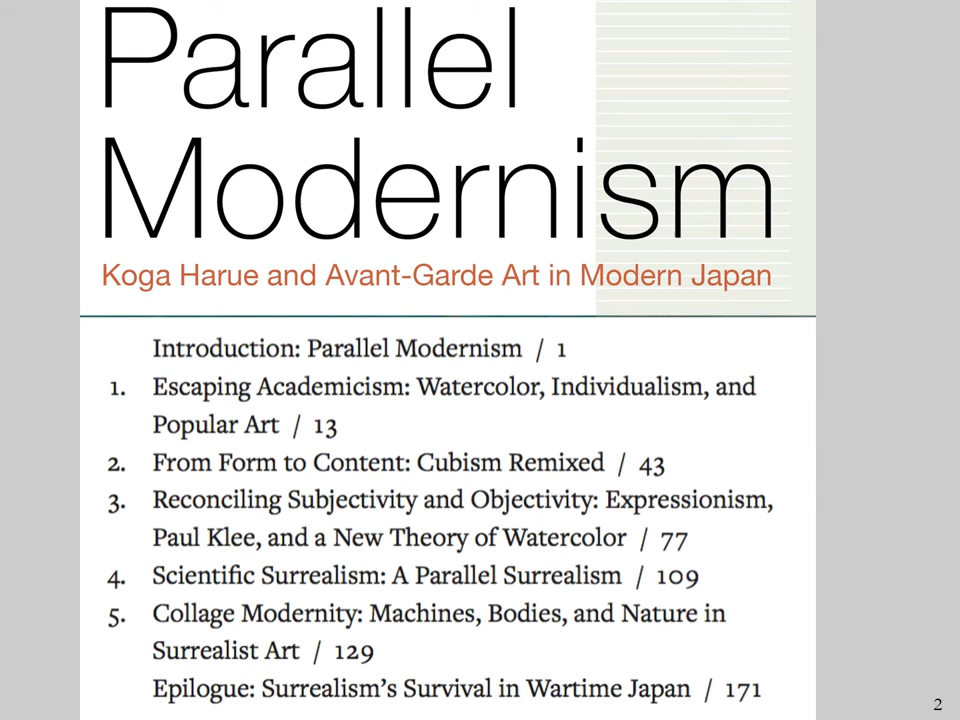 Parallel
Modernism
Koga Harue and Avant-Garde Art in Modern Japan
Introduction: Parallel Modernism / 1
1. Escaping Academicism: Watercolor, Individualism, and
Popular Art / 13
2. From Form to Content: Cubism Remixed / 43
3. Reconciling Subjectivity and Objectivity: Expressionism,
Paul Klee, and a New Theory of Watercolor / 77
4. Scientific Surrealism: A Parallel Surrealism / 109
5. Collage Modernity: Machines, Bodies, and Nature in
Surrealist Art / 129
Epilogue: Surrealism’s Survival in Wartime Japan / 171
2